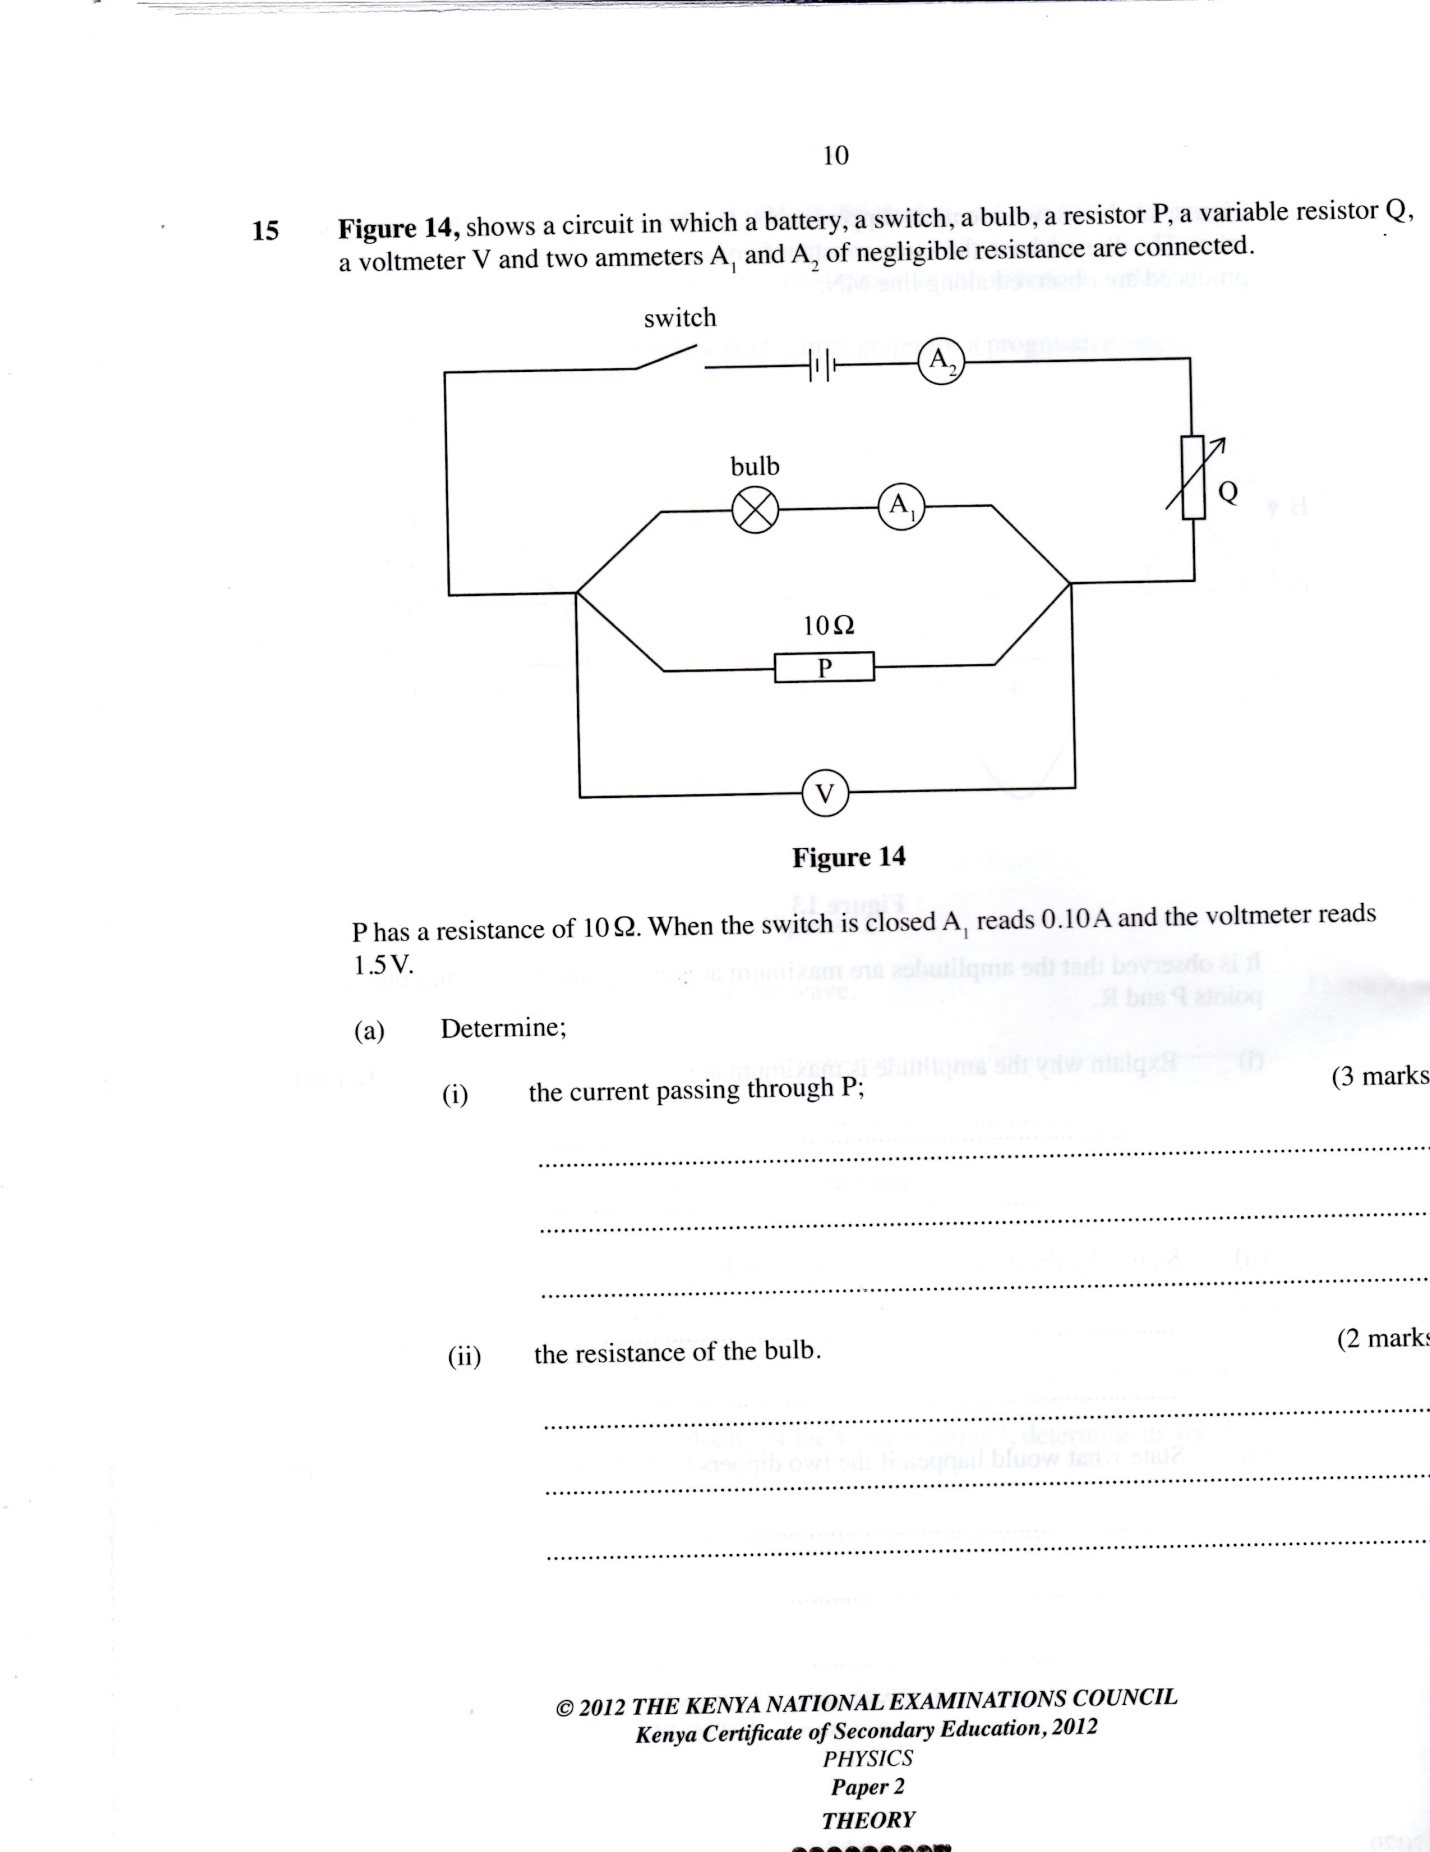 10
15 Figure 14, shows a circuit in which a battery, a switch, a bulb, a resistor P, a variable resistor Q,
a voltmeter V and two ammeters A₁ and A₂ of negligible resistance are connected.
switch
A₂
bulb
A₁
Q
10Ω
P
V
Figure 14
P has a resistance of 10Ω. When the switch is closed A₁ reads 0.10A and the voltmeter reads
1.5V.
(a) Determine;
(i) the current passing through P; (3 marks
(ii) the resistance of the bulb. (2 marks
© 2012 THE KENYA NATIONAL EXAMINATIONS COUNCIL
Kenya Certificate of Secondary Education, 2012
PHYSICS
Paper 2
THEORY